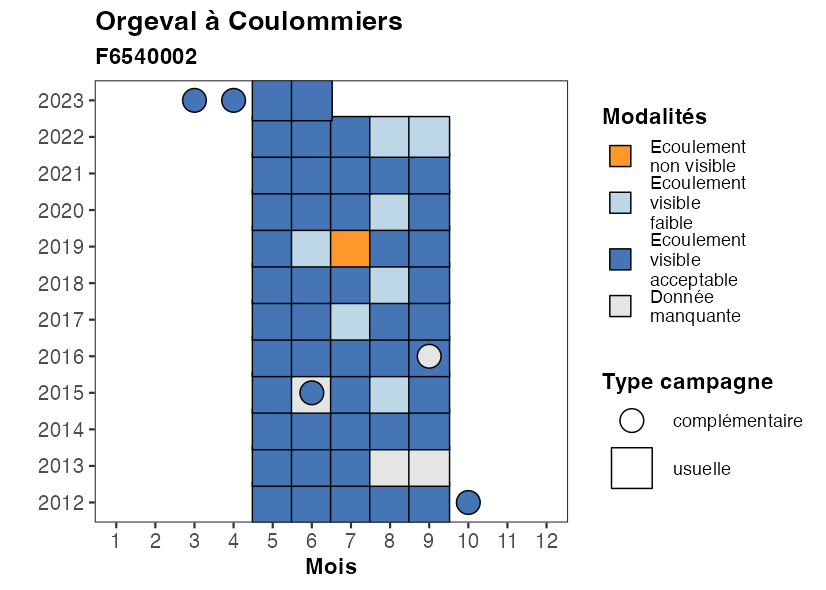 Orgeval à Coulommiers
F6540002
2023
2022
2021
2020
2019
2018
2017
2016
2015
2014
2013
2012
1 2 3 4 5 6 7 8 9 10 11 12
Mois
Modalités
Ecoulement
non visible
Ecoulement
visible
faible
Ecoulement
visible
acceptable
Donnée
manquante
Type campagne
complémentaire
usuelle